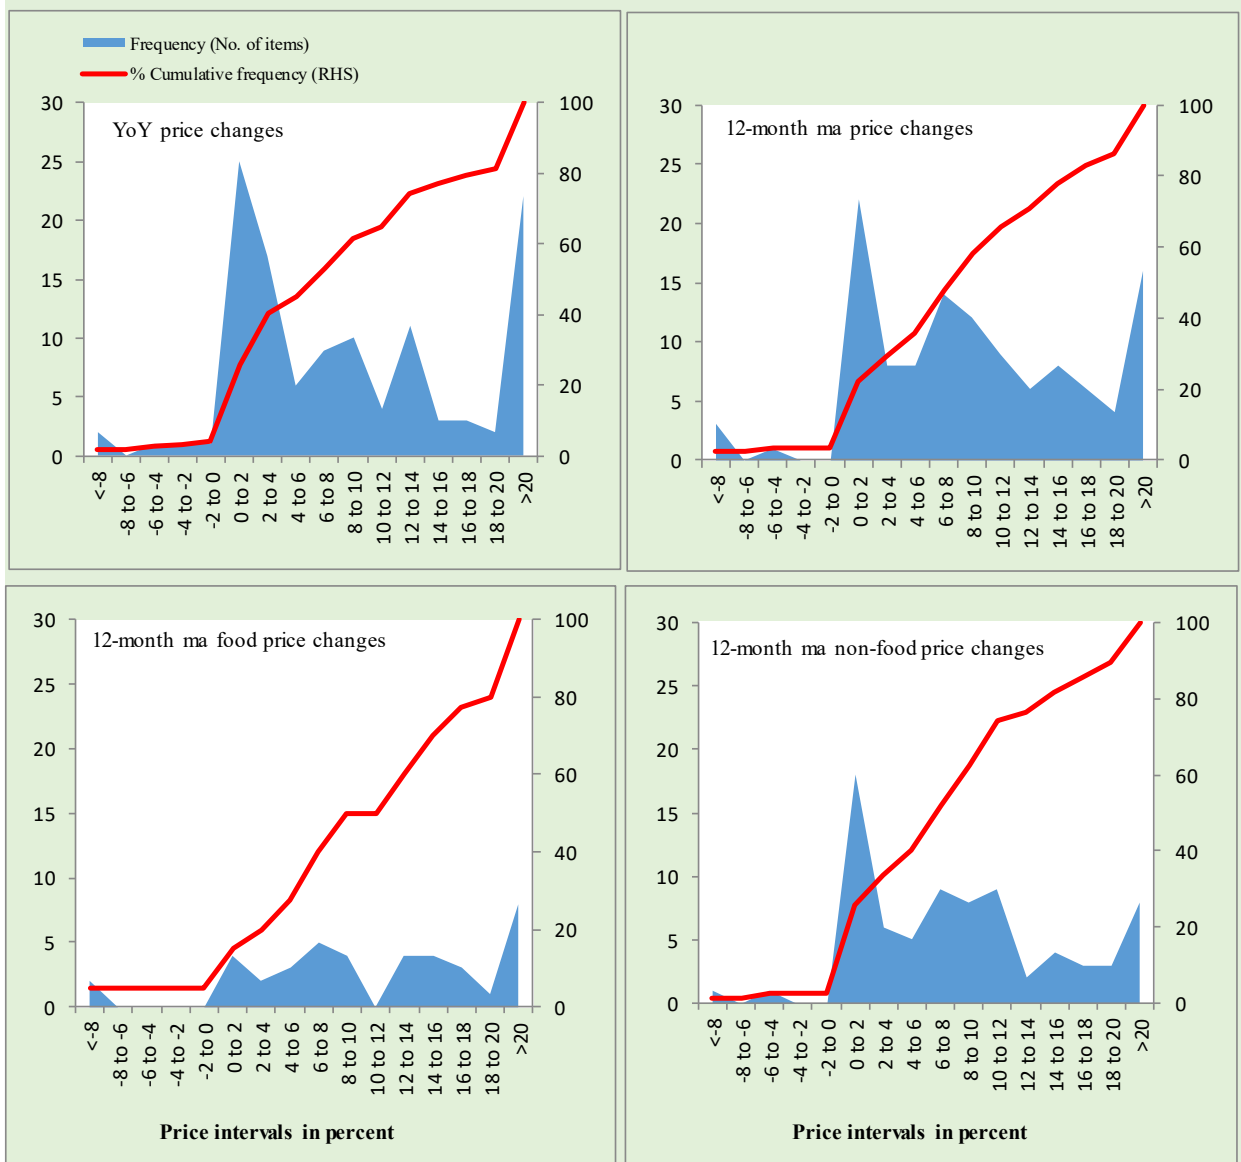 Frequency (No. of items)
% Cumulative frequency (RHS)
YoY price changes
30
25
20
15
10
5
0
100
80
60
40
20
0
<-8
-8 to -6
-6 to -4
-4 to -2
-2 to 0
0 to 2
2 to 4
4 to 6
6 to 8
8 to 10
10 to 12
12 to 14
14 to 16
16 to 18
18 to 20
>20
12-month ma price changes
30
25
20
15
10
5
0
100
80
60
40
20
0
<-8
-8 to -6
-6 to -4
-4 to -2
-2 to 0
0 to 2
2 to 4
4 to 6
6 to 8
8 to 10
10 to 12
12 to 14
14 to 16
16 to 18
18 to 20
>20
12-month ma food price changes
30
25
20
15
10
5
0
100
80
60
40
20
0
<-8
-8 to -6
-6 to -4
-4 to -2
-2 to 0
0 to 2
2 to 4
4 to 6
6 to 8
8 to 10
10 to 12
12 to 14
14 to 16
16 to 18
18 to 20
>20
Price intervals in percent
12-month ma non-food price changes
30
25
20
15
10
5
0
100
80
60
40
20
0
<-8
-8 to -6
-6 to -4
-4 to -2
-2 to 0
0 to 2
2 to 4
4 to 6
6 to 8
8 to 10
10 to 12
12 to 14
14 to 16
16 to 18
18 to 20
>20
Price intervals in percent